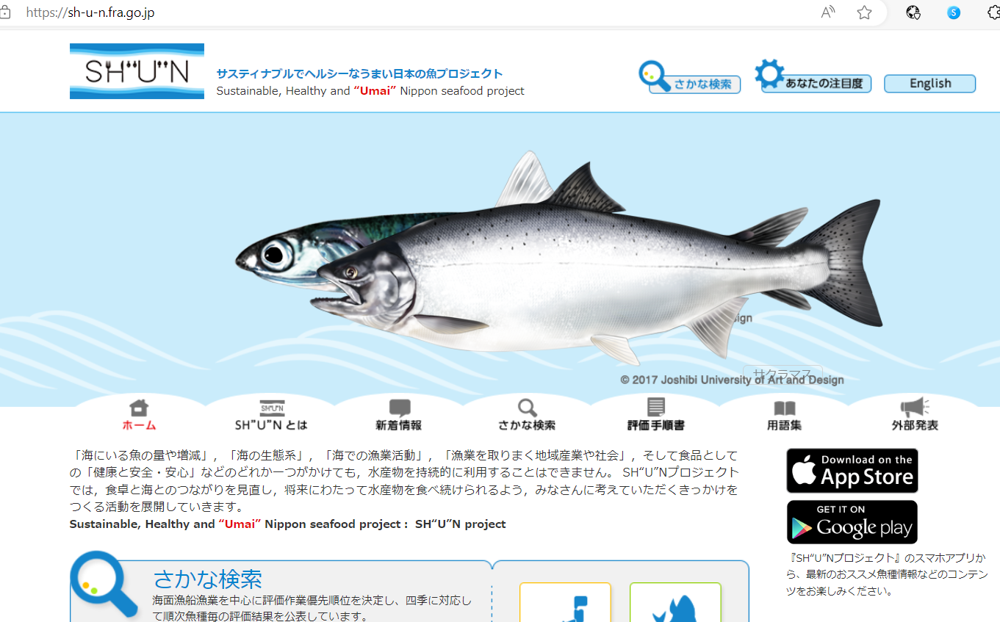 https://sh-u-n.fra.go.jp
SH“U”N
サスティナブルでヘルシーなうまい日本の魚プロジェクト
Sustainable, Healthy and “Umai” Nippon seafood project
さかな検索
あなたの注目度
English
ign
サクラマス
© 2017 Joshibi University of Art and Design
ホーム
SH”U”N とは
新着情報
さかな検索
評価手順書
用語集
外部発表
「海にいる魚の量や増減」，「海の生態系」，「海での漁業活動」，「漁業を取りまく地域産業や社会」，そして食品として
の「健康と安全・安心」などのどれか一つがかけても，水産物を持続的に利用することはできません。 SH“U”Nプロジェクト
では，食卓と海とのつながりを見直し，将来にわたって水産物を食べ続けられるよう，みなさんに考えていただくきっかけを
つくる活動を展開していきます。
Sustainable, Healthy and “Umai” Nippon seafood project : SH“U”N project
Download on the
App Store
GET IT ON
Google play
『SH“U”Nプロジェクト』のスマホアプリか
ら、最新のおススメ魚種情報などのコンテン
ツをお楽しみください。
さかな検索
海面漁船漁業を中心に評価作業優先順位を決定し、四季に対応し
て順次魚種毎の評価結果を公表しています。